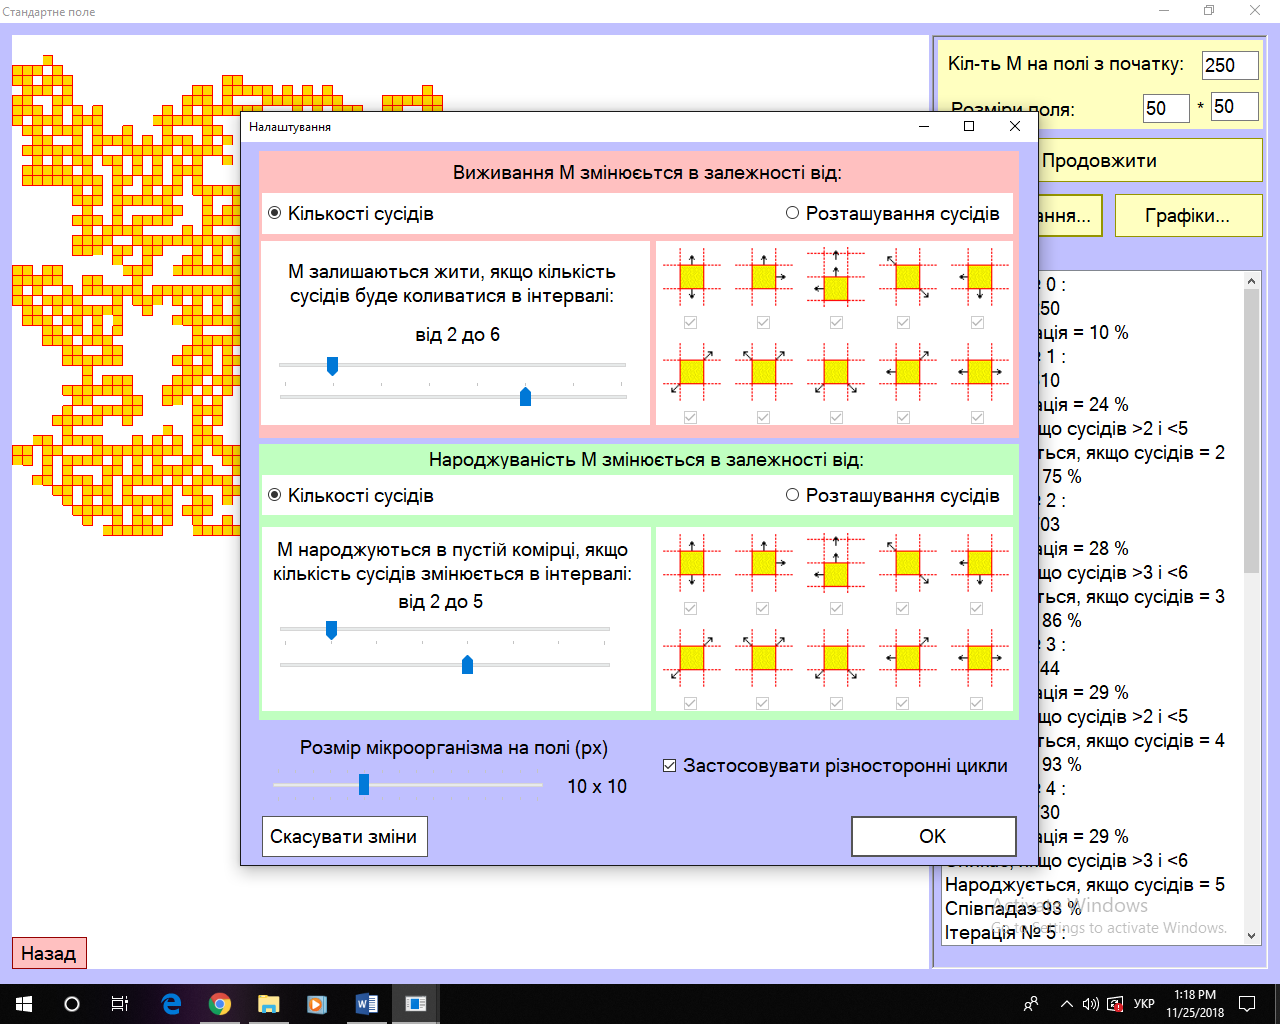 Стандартне поле
Кіл-ть М на полі з початку: 250
Розміри поля: 50 * 50
Налаштування
Продовжити
ння...
Графіки...
Виживання М змінюєьтся в залежності від:
Кількості сусідів
Розташування сусідів
М залишаються жити, якщо кількість
сусідів буде коливатися в інтервалі:
від 2 до 6
Народжуваність М змінюється в залежності від:
Кількості сусідів
Розташування сусідів
М народжуються в пустій комірці, якщо
кількість сусідів змінюється в інтервалі:
від 2 до 5
Розмір мікроорганізма на полі (px)
10 x 10
Застосовувати різносторонні цикли
Скасувати зміни
OK
0 :
50
ація = 10 %
1 :
10
ація = 24 %
що сусідів >2 і <5
ться, якщо сусідів = 2
75 %
2 :
03
ація = 28 %
що сусідів >3 і <6
ться, якщо сусідів = 3
86 %
3 :
44
ація = 29 %
що сусідів >2 і <5
ться, якщо сусідів = 4
93 %
4 :
30
ація = 29 %
що сусідів >3 і <6
Народжується, якщо сусідів = 5
Співпадаэ 93 %
Ітерація № 5 :
Activate Windows
Go to Settings to activate Windows.
Назад
УКР
1:18 PM
11/25/2018